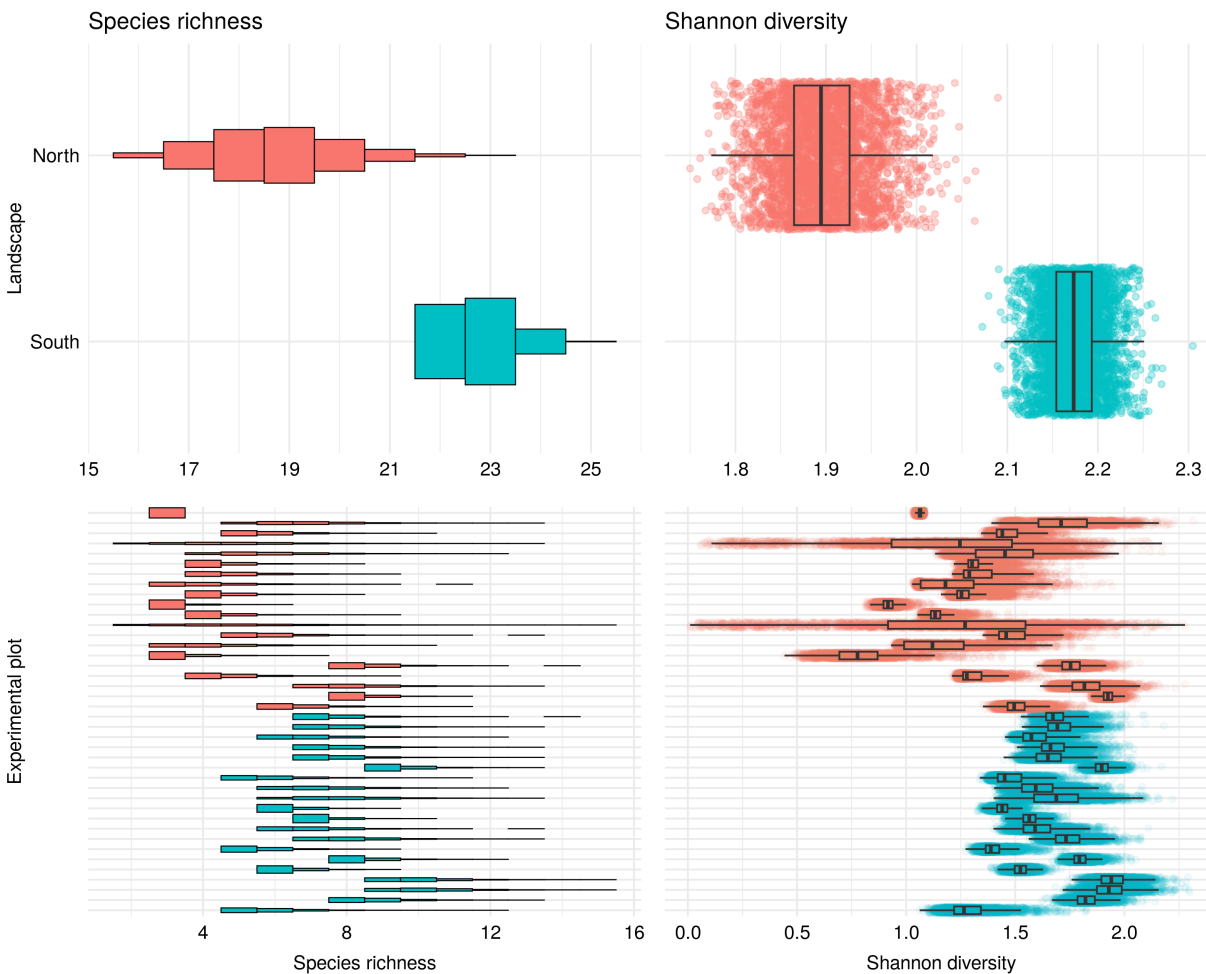 Species richness
Shannon diversity
Landscape
North
South
15 17 19 21 23 25
1.8 1.9 2.0 2.1 2.2 2.3
Experimental plot
4 8 12 16
0.0 0.5 1.0 1.5 2.0
Species richness
Shannon diversity